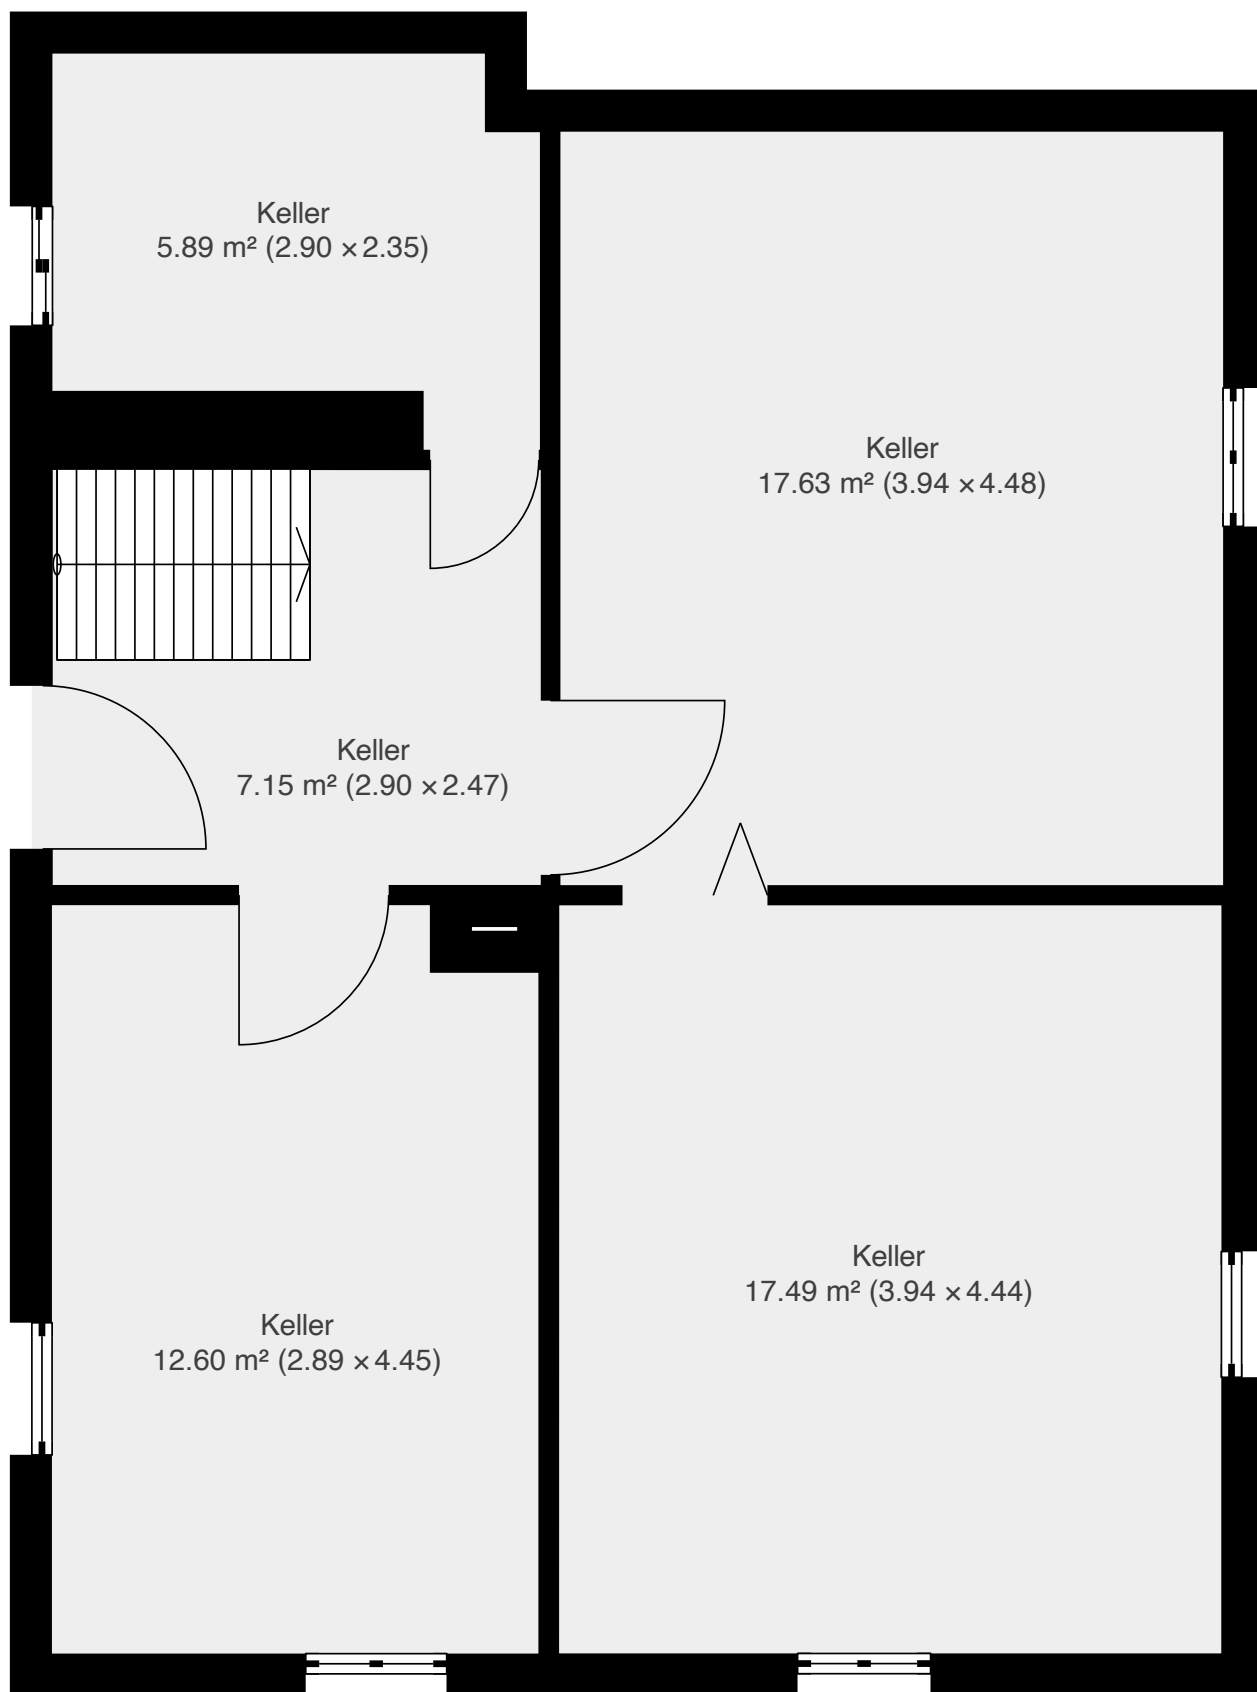 Keller
5.89 m² (2.90 × 2.35)
Keller
17.63 m² (3.94 × 4.48)
Keller
7.15 m² (2.90 × 2.47)
Keller
17.49 m² (3.94 × 4.44)
Keller
12.60 m² (2.89 × 4.45)